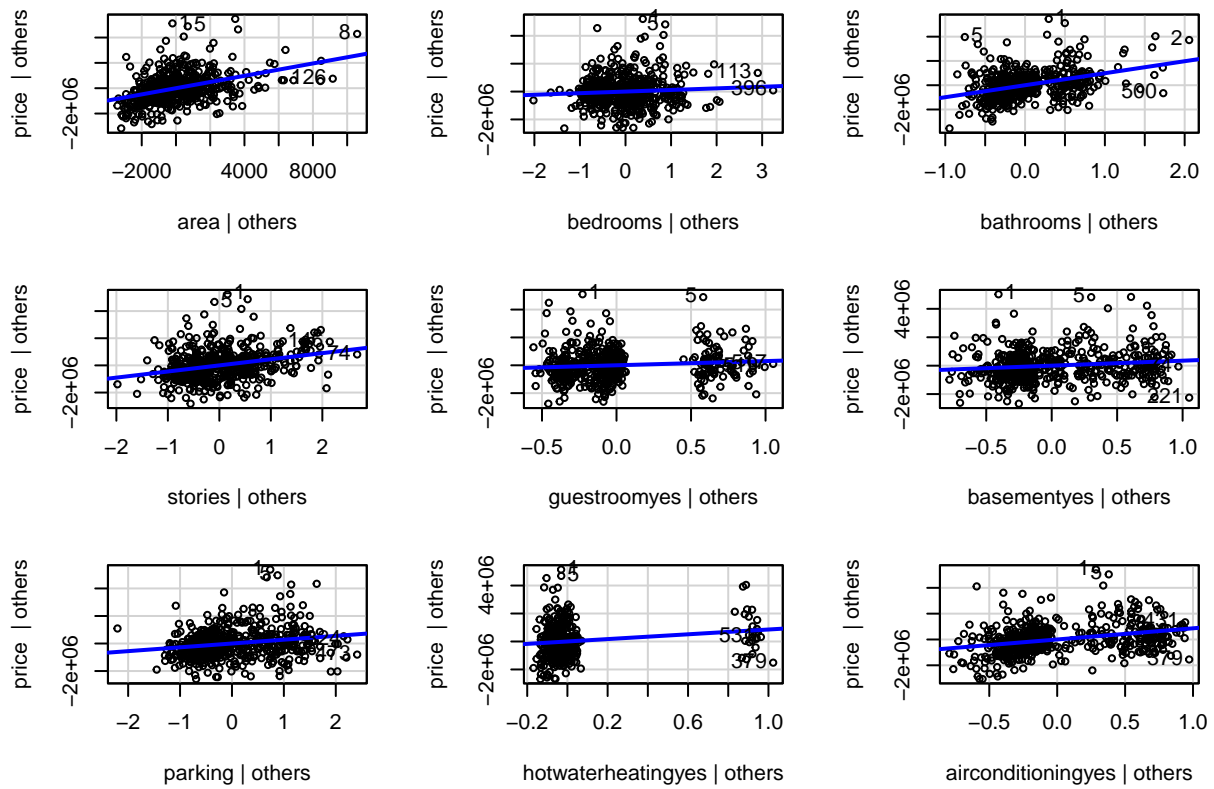 price | others
−2e+06
1 5
8
126
−2000 4000 8000
area | others
price | others
−2e+06
1
5
113
396
−2 −1 0 1 2 3
bedrooms | others
price | others
−2e+06
5
1
2
500
−1.0 0.0 1.0 2.0
bathrooms | others
price | others
−2e+06
5 1
74
−2 −1 0 1 2
stories | others
price | others
−2e+06
1
5
−0.5 0.0 0.5 1.0
guestroomyes | others
price | others
−2e+06 4e+06
1
5
221
−0.5 0.0 0.5 1.0
basementyes | others
price | others
−2e+06
−2 −1 0 1 2
parking | others
price | others
−2e+06 4e+06
5
379
−0.2 0.2 0.6 1.0
hotwaterheatingyes | others
price | others
−2e+06
379
−0.5 0.0 0.5 1.0
airconditioningyes | others